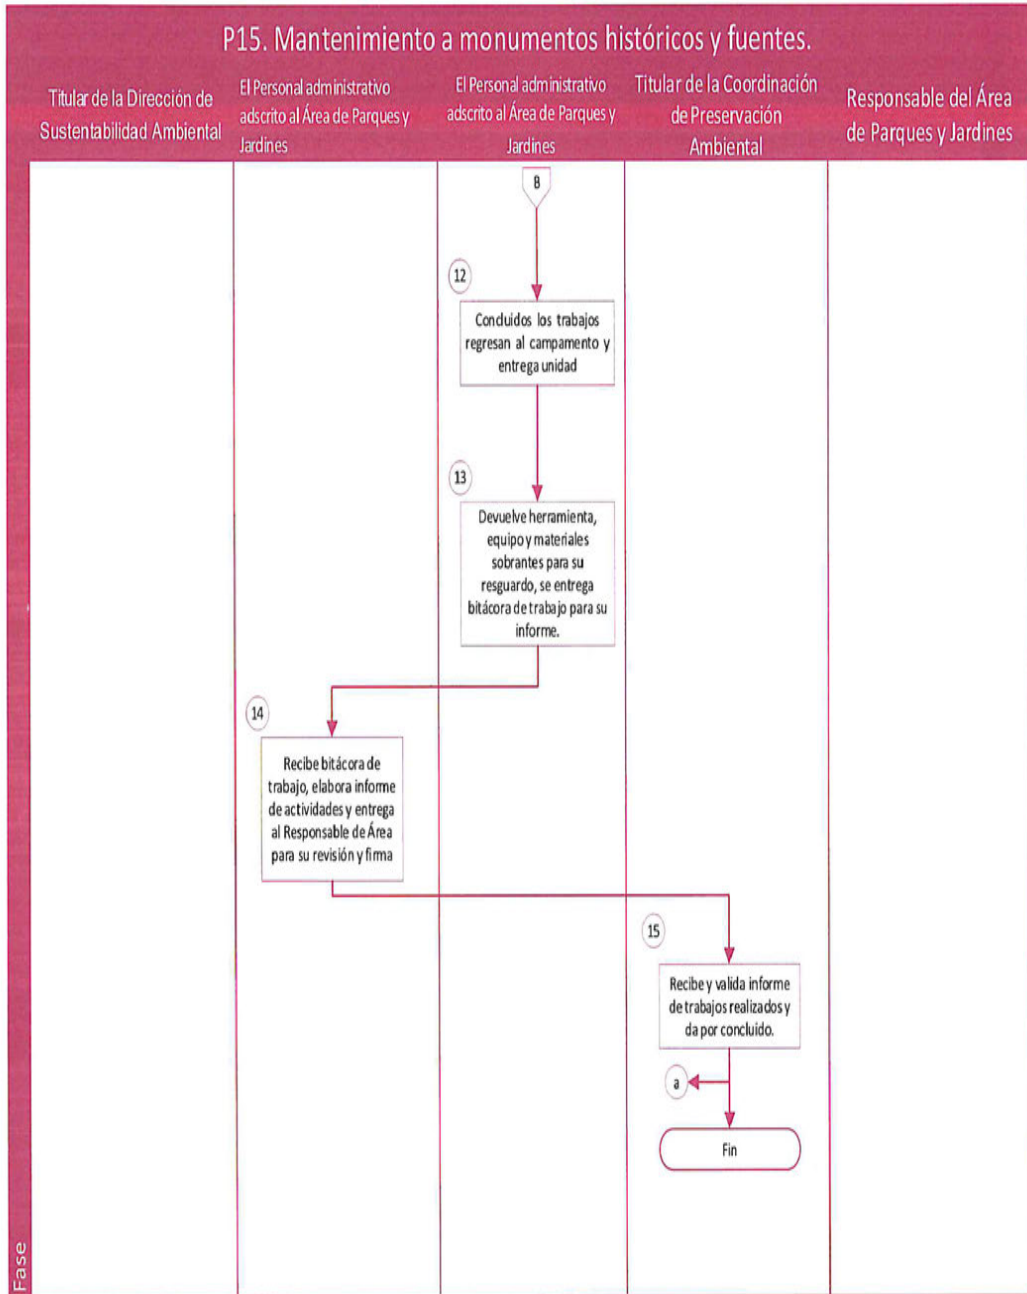 P15. Mantenimiento a monumentos históricos y fuentes.
Titular de la Dirección de
Sustentabilidad Ambiental
El Personal administrativo
adscrito al Área de Parques y
Jardines
El Personal administrativo
adscrito al Área de Parques y
Jardines
Titular de la Coordinación
de Preservación
Ambiental
Responsable del Área
de Parques y Jardines
B
12
Concluidos los trabajos
regresan al campamento y
entrega unidad
13
Devuelve herramienta,
equipo y materiales
sobrantes para su
resguardo, se entrega
bitácora de trabajo para su
informe.
14
Recibe bitácora de
trabajo, elabora informe
de actividades y entrega
al Responsable de Área
para su revisión y firma
15
Recibe y valida informe
de trabajos realizados y
da por concluido.
a
Fin
Fase